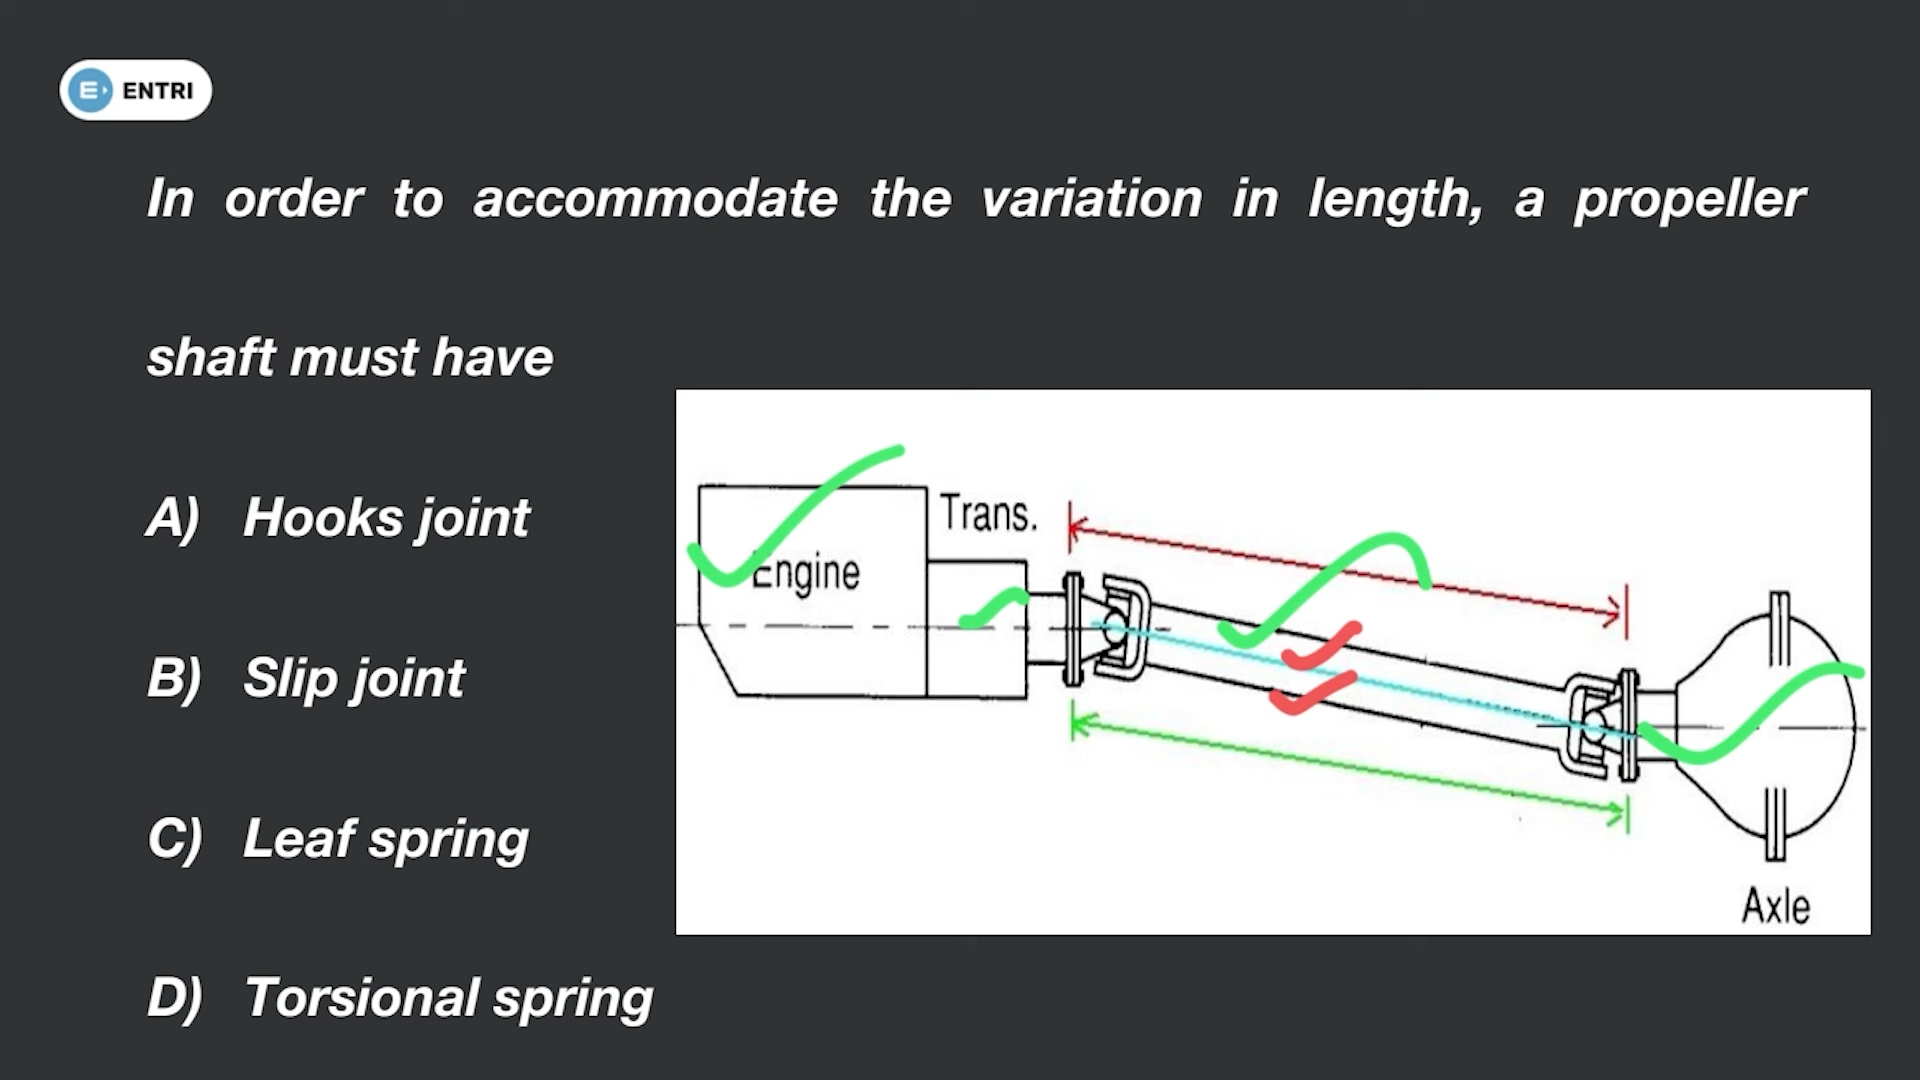 ENTRI
In order to accommodate the variation in length, a propeller
shaft must have
A) Hooks joint
B) Slip joint
C) Leaf spring
D) Torsional spring
Trans.
Engine
Axle